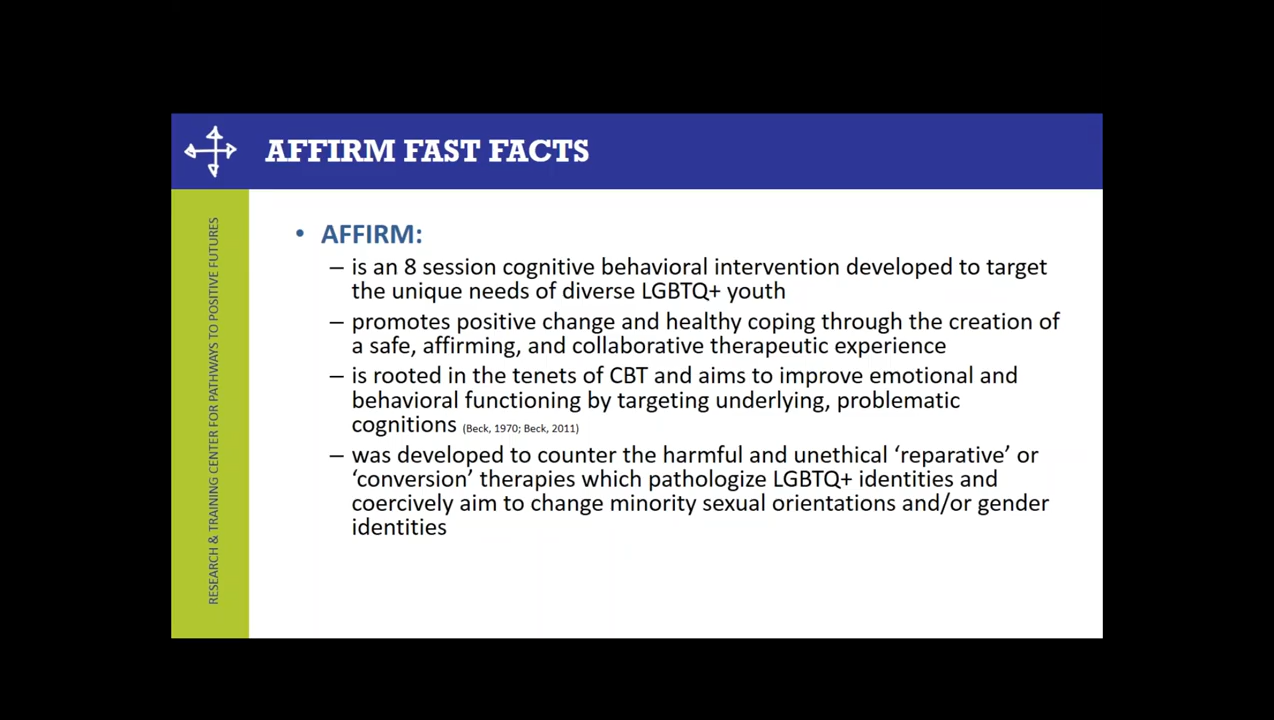 AFFIRM FAST FACTS
RESEARCH & TRAINING CENTER FOR PATHWAYS TO POSITIVE FUTURES
• AFFIRM:
– is an 8 session cognitive behavioral intervention developed to target
the unique needs of diverse LGBTQ+ youth
– promotes positive change and healthy coping through the creation of
a safe, affirming, and collaborative therapeutic experience
– is rooted in the tenets of CBT and aims to improve emotional and
behavioral functioning by targeting underlying, problematic
cognitions (Beck, 1970; Beck, 2011)
– was developed to counter the harmful and unethical ‘reparative’ or
‘conversion’ therapies which pathologize LGBTQ+ identities and
coercively aim to change minority sexual orientations and/or gender
identities